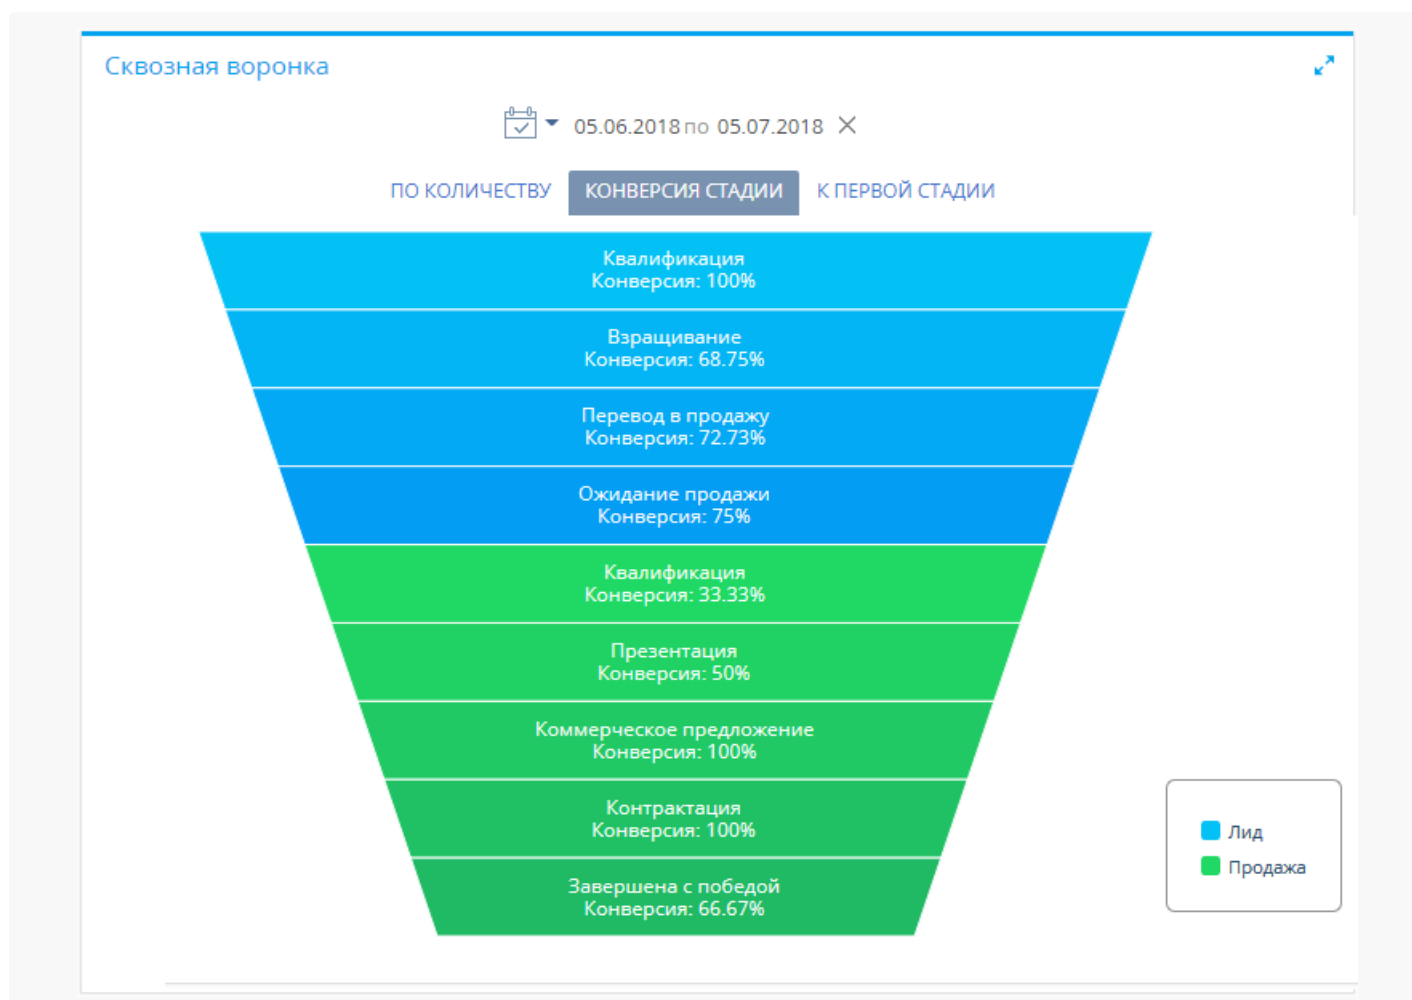 Сквозная воронка
05.06.2018 по 05.07.2018
ПО КОЛИЧЕСТВУ КОНВЕРСИЯ СТАДИИ К ПЕРВОЙ СТАДИИ
Квалификация
Конверсия: 100%
Взращивание
Конверсия: 68.75%
Перевод в продажу
Конверсия: 72.73%
Ожидание продажи
Конверсия: 75%
Квалификация
Конверсия: 33.33%
Презентация
Конверсия: 50%
Коммерческое предложение
Конверсия: 100%
Контрактация
Конверсия: 100%
Завершена с победой
Конверсия: 66.67%
Лид
Продажа